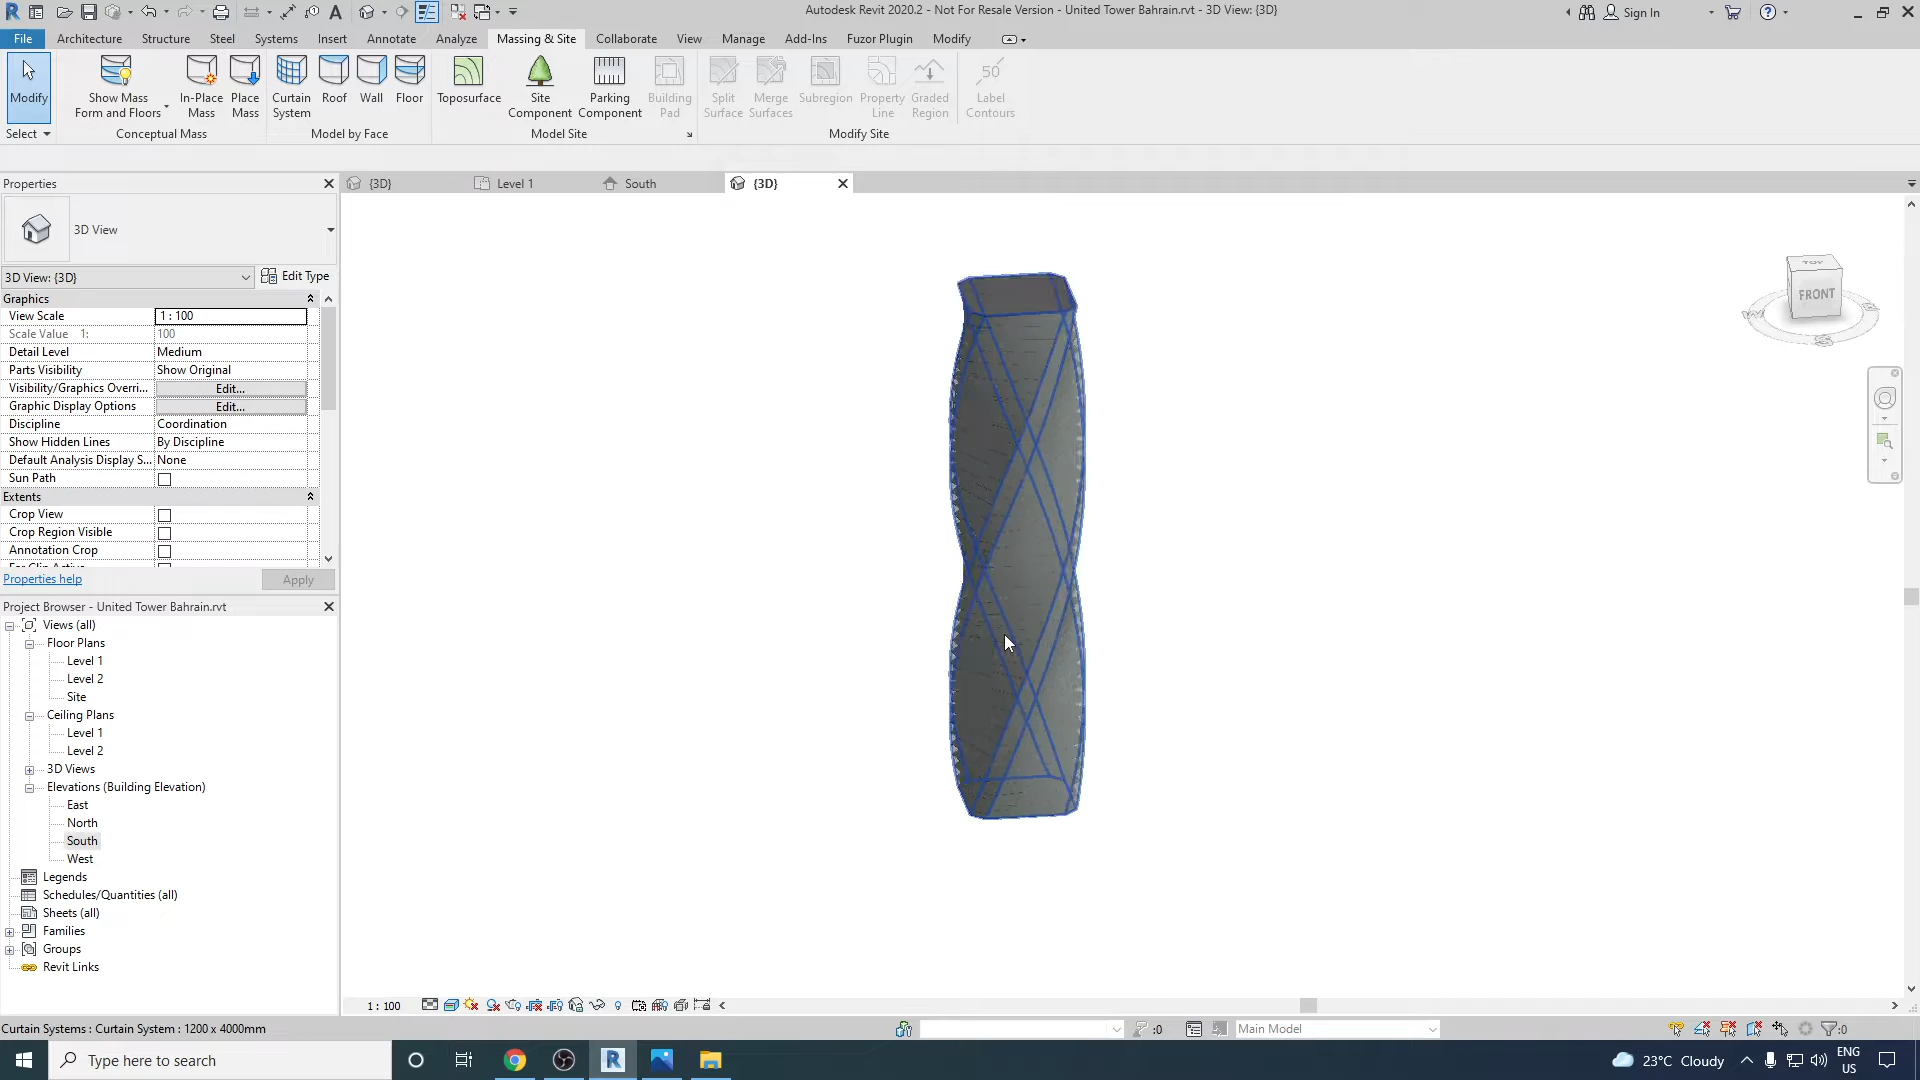 Autodesk Revit 2020.2 - Not For Resale Version - United Tower Bahrain.rvt - 3D View: {3D}
Sign In
File
Architecture
Structure
Steel
Systems
Insert
Annotate
Analyze
Massing & Site
Collaborate
View
Manage
Add-Ins
Fuzor Plugin
Modify
Modify
Show Mass
Form and Floors
In-Place
Mass
Place
Mass
Curtain
System
Roof
Wall
Floor
Toposurface
Site
Component
Parking
Component
Building
Pad
Split
Surface
Merge
Surfaces
Subregion
Property
Line
Graded
Region
50
Label
Contours
Select
Conceptual Mass
Model by Face
Model Site
Modify Site
Properties
{3D}
Level 1
South
{3D}
3D View
3D View: {3D}
Edit Type
Graphics
View Scale
1 : 100
Scale Value 1:
100
Detail Level
Medium
Parts Visibility
Show Original
Visibility/Graphics Overri...
Edit...
Graphic Display Options
Edit...
Discipline
Coordination
Show Hidden Lines
By Discipline
Default Analysis Display S...
None
Sun Path
Extents
Crop View
Crop Region Visible
Annotation Crop
Properties help
Apply
Project Browser - United Tower Bahrain.rvt
Views (all)
Floor Plans
Level 1
Level 2
Site
Ceiling Plans
Level 1
Level 2
3D Views
Elevations (Building Elevation)
East
North
South
West
Legends
Schedules/Quantities (all)
Sheets (all)
Families
Groups
Revit Links
TOP
FRONT
W
S
1 : 100
Curtain Systems : Curtain System : 1200 x 4000mm
:0
Main Model
:0
Type here to search
23°C Cloudy
ENG
US